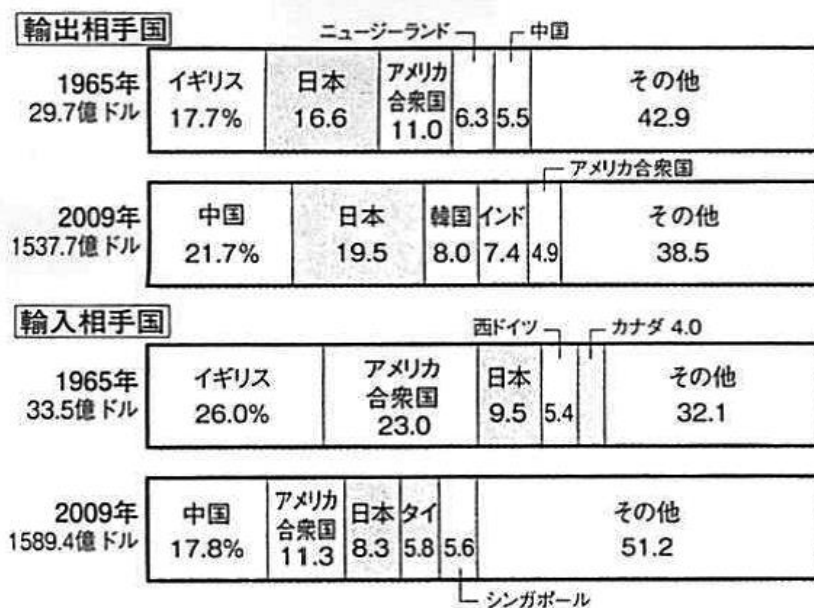 輸出相手国
ニュージーランド 中国
1965年
29.7億ドル
イギリス
17.7%
日本
16.6
アメリカ
合衆国
11.0
6.3
5.5
その他
42.9
アメリカ合衆国
2009年
1537.7億ドル
中国
21.7%
日本
19.5
韓国
8.0
インド
7.4
4.9
その他
38.5
輸入相手国
西ドイツ カナダ 4.0
1965年
33.5億ドル
イギリス
26.0%
アメリカ
合衆国
23.0
日本
9.5
5.4
その他
32.1
2009年
1589.4億ドル
中国
17.8%
アメリカ
合衆国
11.3
日本
8.3
タイ
5.8
5.6
その他
51.2
シンガポール